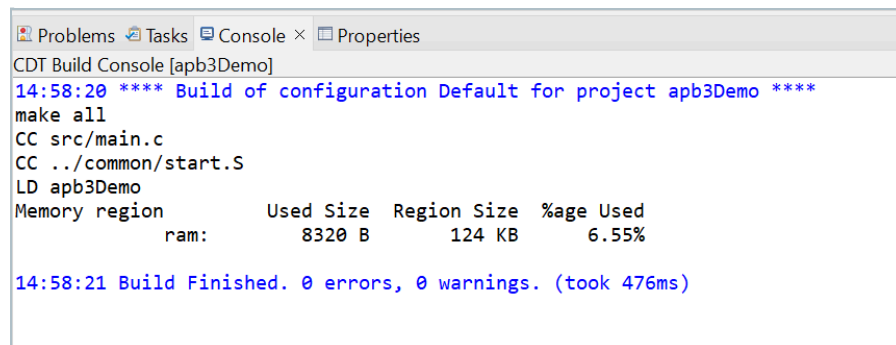 Problems Tasks Console × Properties
CDT Build Console [apb3Demo]
14:58:20 **** Build of configuration Default for project apb3Demo ****
make all
CC src/main.c
CC ../common/start.S
LD apb3Demo
Memory region         Used Size  Region Size  %age Used
             ram:        8320 B       124 KB      6.55%
14:58:21 Build Finished. 0 errors, 0 warnings. (took 476ms)